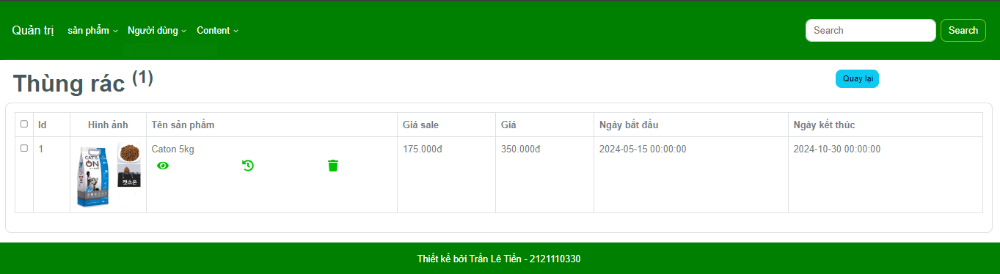 Quản trị sản phẩm Người dùng Content Search Search
Thùng rác (1) Quay lại
Id Hình ảnh Tên sản phẩm Giá sale Giá Ngày bắt đầu Ngày kết thúc
1 Caton 5kg 175.000đ 350.000đ 2024-05-15 00:00:00 2024-10-30 00:00:00
CAT'S
ON
캣츠온
Thiết kế bởi Trần Lê Tiến - 2121110330